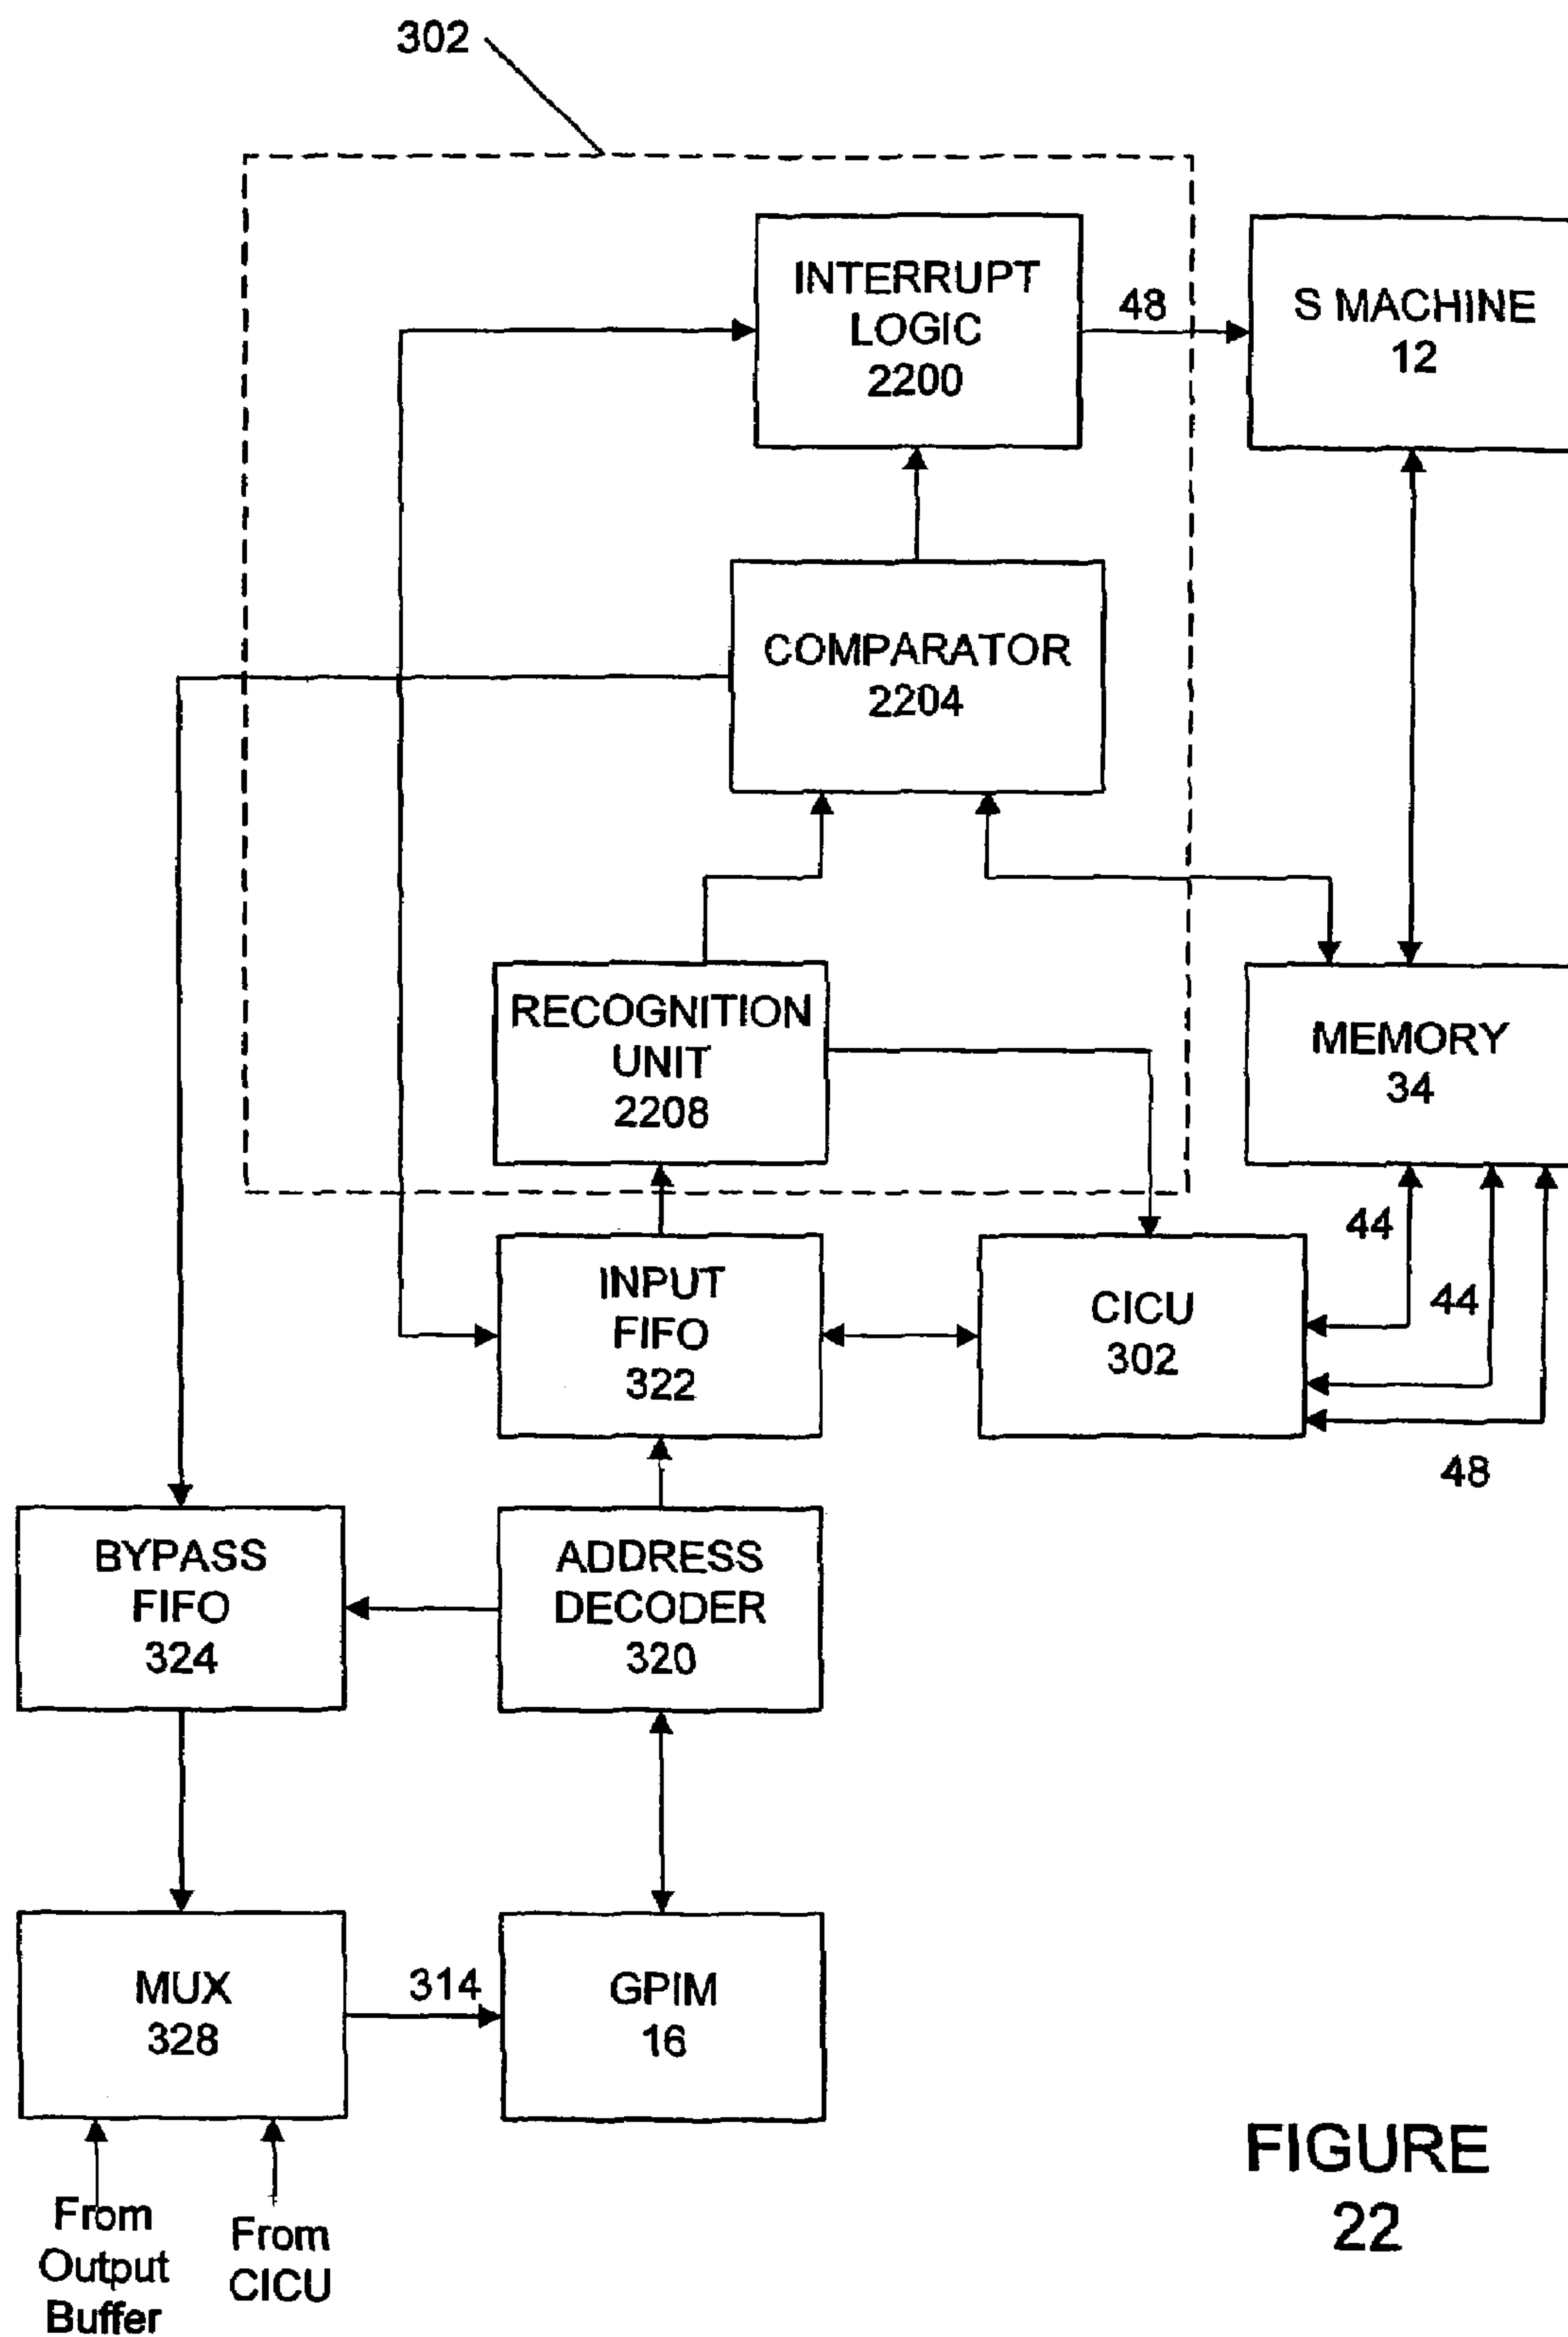 302
INTERRUPT
LOGIC
2200
48
S MACHINE
12
COMPARATOR
2204
RECOGNITION
UNIT
2208
MEMORY
34
44
44
48
INPUT
FIFO
322
CICU
302
BYPASS
FIFO
324
ADDRESS
DECODER
320
MUX
328
314
GPIM
16
From
Output
Buffer
From
CICU
FIGURE
22